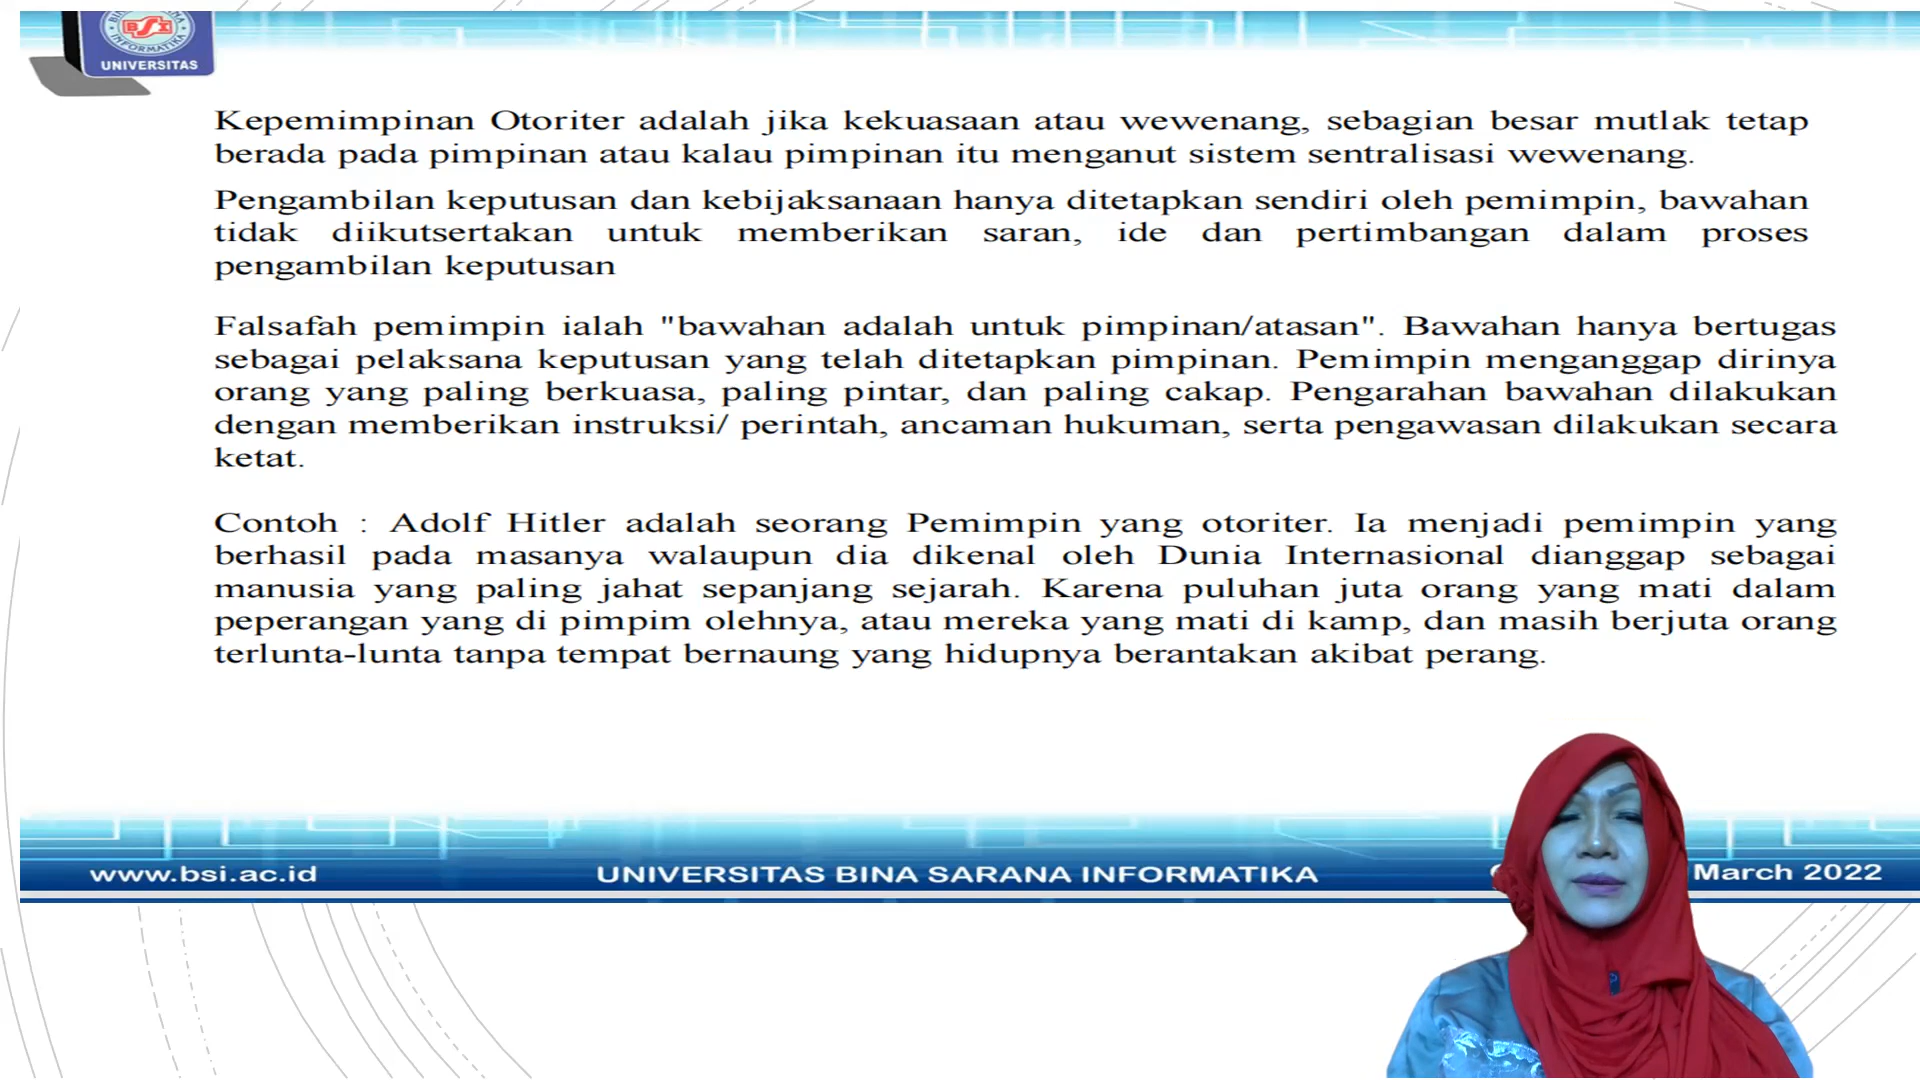 BSI
INFORMATIKA
UNIVERSITAS
Kepemimpinan Otoriter adalah jika kekuasaan atau wewenang, sebagian besar mutlak tetap
berada pada pimpinan atau kalau pimpinan itu menganut sistem sentralisasi wewenang.
Pengambilan keputusan dan kebijaksanaan hanya ditetapkan sendiri oleh pemimpin, bawahan
tidak diikutsertakan untuk memberikan saran, ide dan pertimbangan dalam proses
pengambilan keputusan
Falsafah pemimpin ialah "bawahan adalah untuk pimpinan/atasan". Bawahan hanya bertugas
sebagai pelaksana keputusan yang telah ditetapkan pimpinan. Pemimpin menganggap dirinya
orang yang paling berkuasa, paling pintar, dan paling cakap. Pengarahan bawahan dilakukan
dengan memberikan instruksi/ perintah, ancaman hukuman, serta pengawasan dilakukan secara
ketat.
Contoh : Adolf Hitler adalah seorang Pemimpin yang otoriter. Ia menjadi pemimpin yang
berhasil pada masanya walaupun dia dikenal oleh Dunia Internasional dianggap sebagai
manusia yang paling jahat sepanjang sejarah. Karena puluhan juta orang yang mati dalam
peperangan yang di pimpim olehnya, atau mereka yang mati di kamp, dan masih berjuta orang
terlunta-lunta tanpa tempat bernaung yang hidupnya berantakan akibat perang.
www.bsi.ac.id UNIVERSITAS BINA SARANA INFORMATIKA March 2022